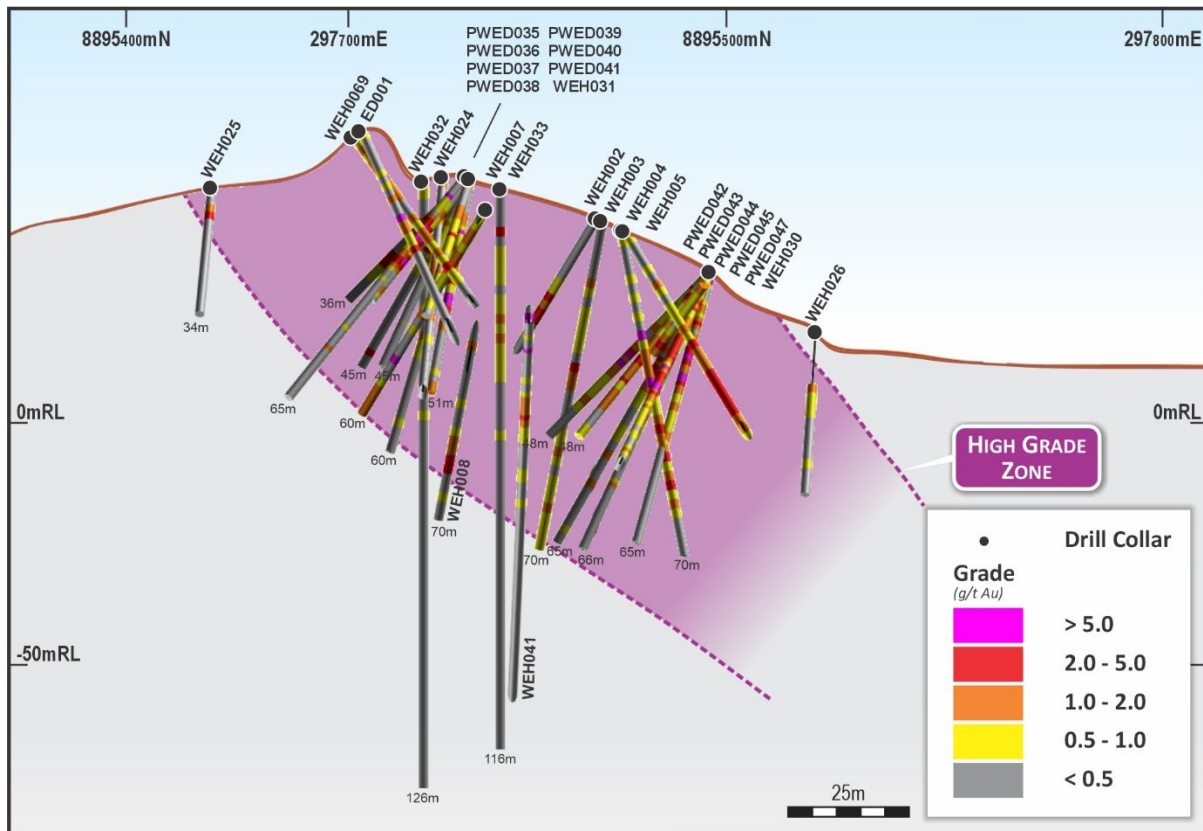 8895400mN
297700mE
8895500mN
297800mE
PWED035 PWED039
PWED036 PWED040
PWED037 PWED041
PWED038 WEH031
WEH025
WEH0069
ED001
WEH032
WEH024
WEH007
WEH033
WEH002
WEH003
WEH004
WEH005
PWED042
PWED043
PWED044
PWED045
PWED047
WEH030
WEH026
34m
36m
45m
45m
51m
65m
60m
60m
0mRL
0mRL
48m
48m
WEH008
70m
70m
65m
66m
65m
70m
HIGH GRADE
ZONE
-50mRL
WEH041
116m
126m
25m
Drill Collar
Grade
(g/t Au)
> 5.0
2.0 - 5.0
1.0 - 2.0
0.5 - 1.0
< 0.5